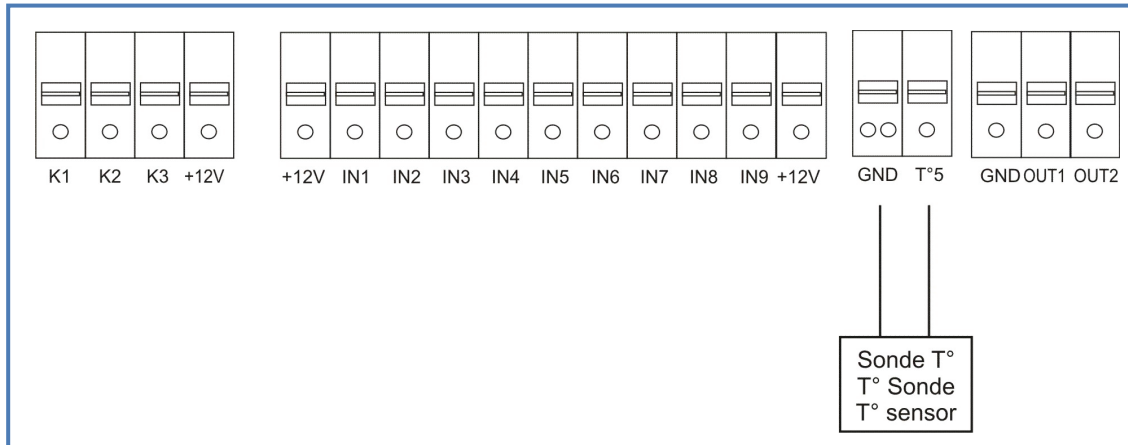 K1 K2 K3 +12V +12V IN1 IN2 IN3 IN4 IN5 IN6 IN7 IN8 IN9 +12V GND T°5 GND OUT1 OUT2
Sonde T°
T° Sonde
T° sensor